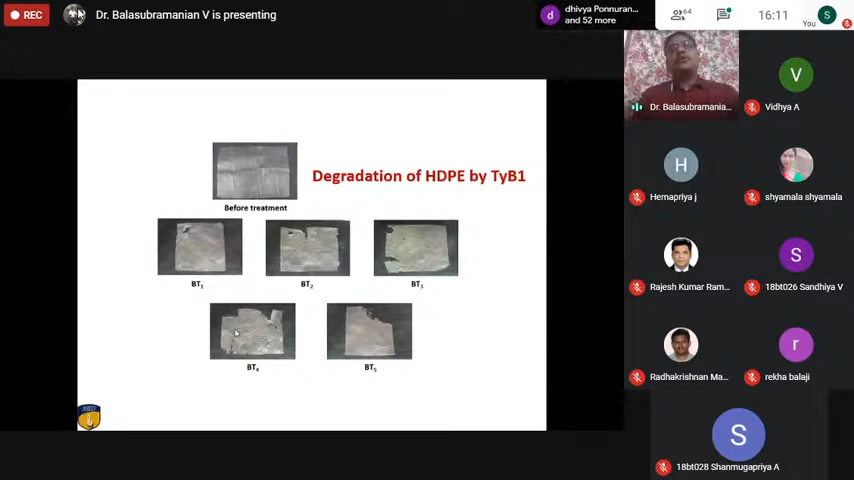 REC
Dr. Balasubramanian V is presenting
d
dhivya Ponnuran...
and 52 more
64
16:11
You
S
Degradation of HDPE by TyB1
Before treatment
BT₁
BT₂
BT₃
BT₄
BT₅
Dr. Balasubramania...
V
Vidhya A
H
Hemapriya j
shyamala shyamala
Rajesh Kumar Ram...
S
18bt026 Sandhiya V
Radhakrishnan Ma...
r
rekha balaji
S
18bt028 Shanmugapriya A